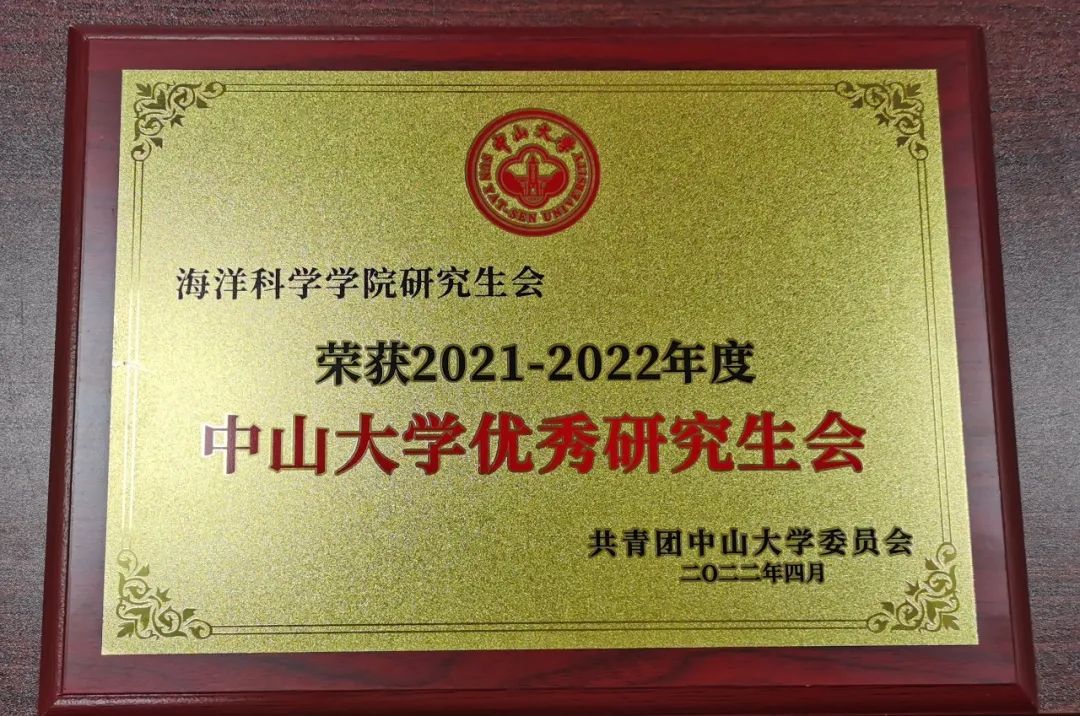 中山大学
SUN YAT-SEN UNIVERSITY
海洋科学学院研究生会
荣获2021-2022年度
中山大学优秀研究生会
共青团中山大学委员会
二〇二二年四月